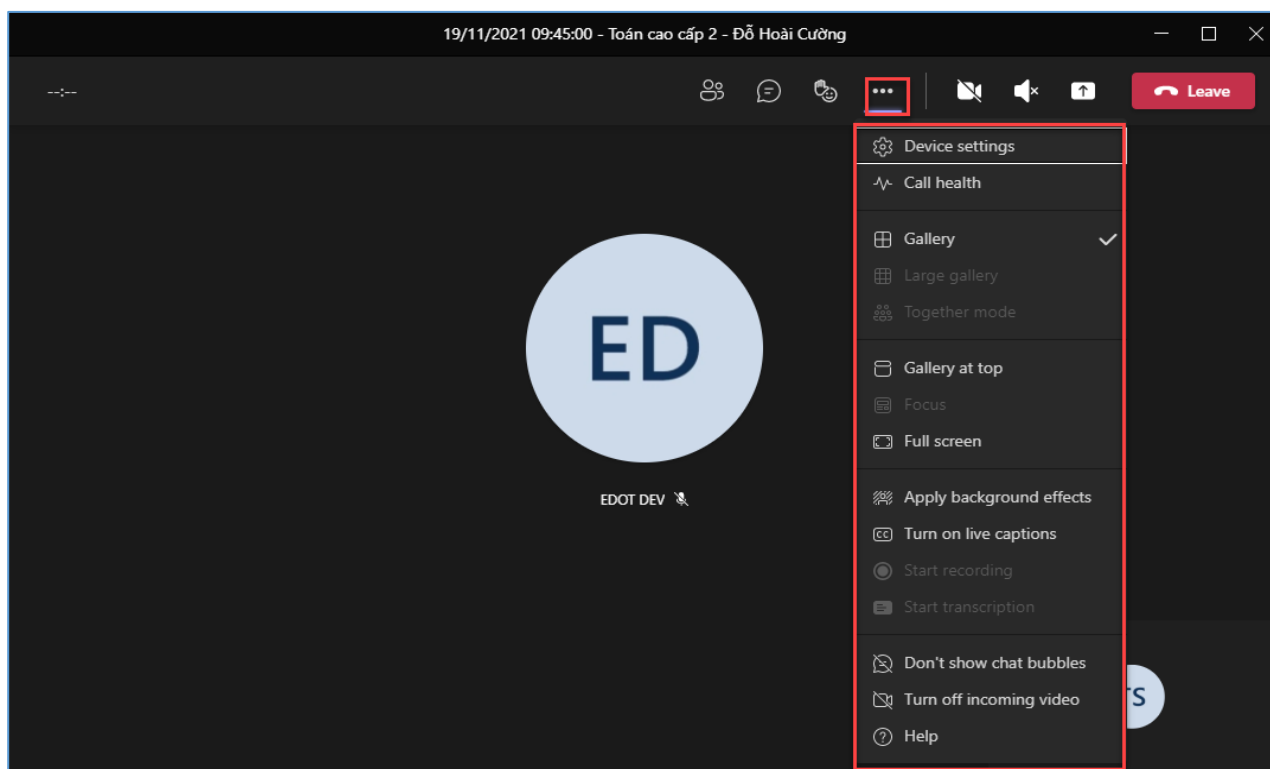 19/11/2021 09:45:00 - Toán cao cấp 2 - Đỗ Hoài Cường
--:--
Leave
Device settings
Call health
Gallery
Large gallery
Together mode
ED
Gallery at top
Focus
Full screen
EDOT DEV
Apply background effects
Turn on live captions
Start recording
Start transcription
Don't show chat bubbles
Turn off incoming video
Help